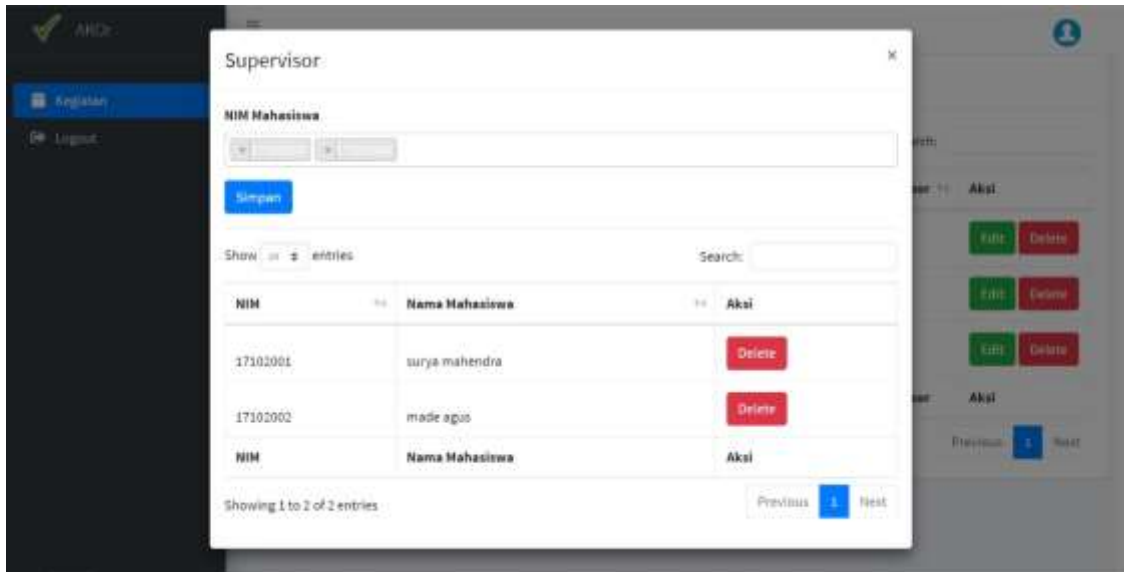 Supervisor
×
Kegiatan
NIM Mahasiswa
Logout
Simpan
Aksi
Show entries
Search:
Edit Delete
NIM Nama Mahasiswa Aksi
Edit Delete
17102001 surya mahendra Delete
Edit Delete
17102002 made agus Delete
Aksi
NIM Nama Mahasiswa Aksi
Previous 1 Next
Showing 1 to 2 of 2 entries
Previous 1 Next